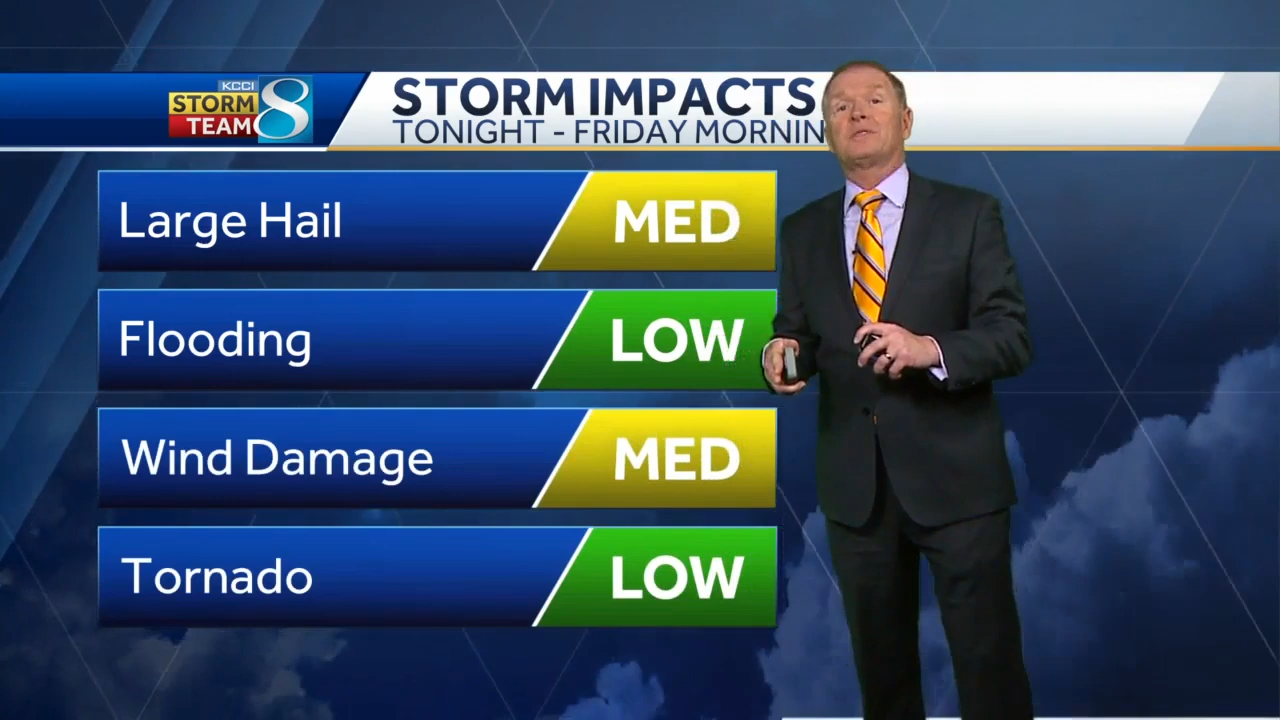 KCCI
STORM
TEAM 8
STORM IMPACTS
TONIGHT - FRIDAY MORNIN
Large Hail MED
Flooding LOW
Wind Damage MED
Tornado LOW